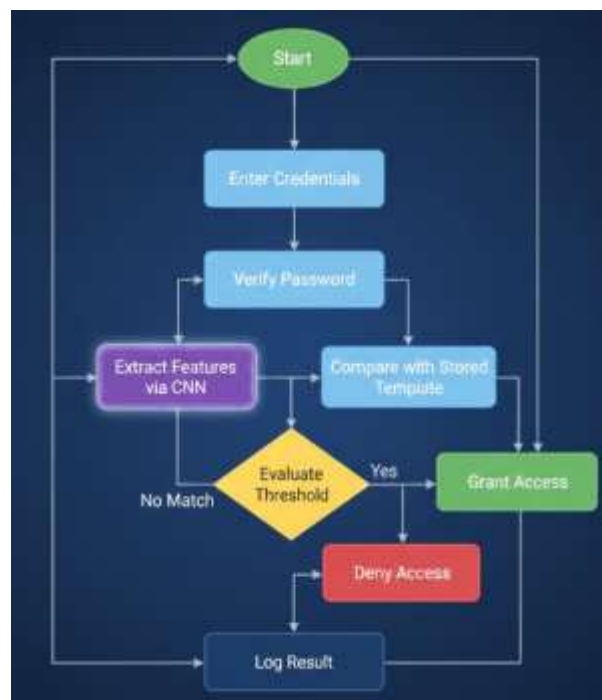 Start
Enter Credentials
Verify Password
Extract Features
via CNN
Compare with Stored
Template
Evaluate
Threshold
Yes
No Match
Grant Access
Deny Access
Log Result